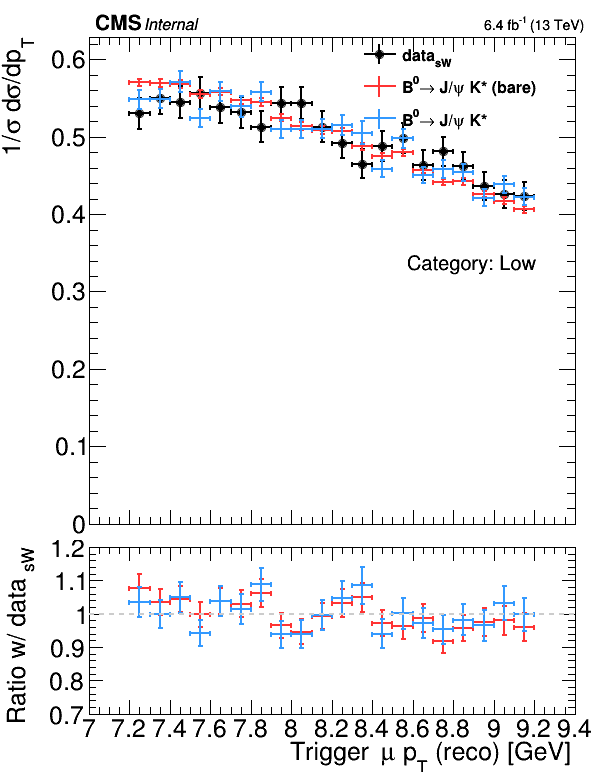 CMS Internal 6.4 fb⁻¹ (13 TeV)
1/σ dσ/dp_T
0.6
0.5
0.4
0.3
0.2
0.1
0
data_sW
B⁰→ J/ψ K* (bare)
B⁰→ J/ψ K*
Category: Low
Ratio w/ data_sW
1.2
1.1
1
0.9
0.8
0.7
7 7.2 7.4 7.6 7.8 8 8.2 8.4 8.6 8.8 9 9.2 9.4
Trigger μ p_T (reco) [GeV]